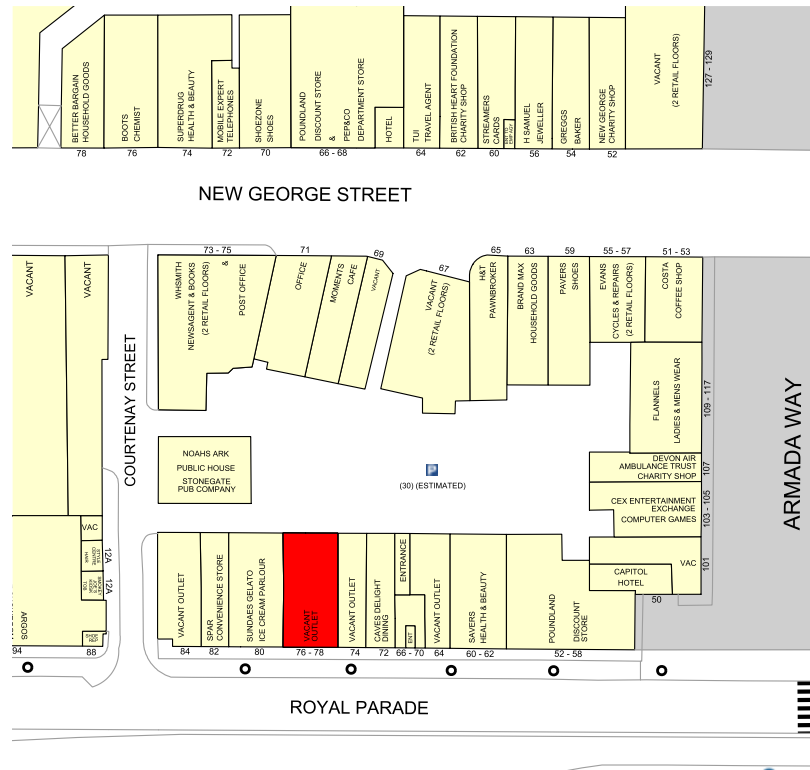 BETTER BARGAIN
HOUSEHOLD GOODS
78
BOOTS
CHEMIST
76
SUPERDRUG
HEALTH & BEAUTY
74
MOBILE EXPERT
TELEPHONES
72
SHOEZONE
SHOES
70
POUNDLAND
DISCOUNT STORE
&
PEP&CO
DEPARTMENT STORE
66 - 68
HOTEL
TUI
TRAVEL AGENT
64
BRITISH HEART FOUNDATION
CHARITY SHOP
62
STREAMERS
CARDS
60
H SAMUEL
JEWELLER
56
GREGGS
BAKER
54
NEW GEORGE
CHARITY SHOP
52
VACANT
(2 RETAIL FLOORS)
127 - 129
NEW GEORGE STREET
VACANT
VACANT
COURTENAY STREET
73 - 75
WHSMITH
NEWSAGENT & BOOKS
(2 RETAIL FLOORS)
&
POST OFFICE
71
OFFICE
MOMENTS
CAFE
69
VACANT
67
VACANT
(2 RETAIL FLOORS)
65
H&T
PAWNBROKER
63
BRAND MAX
HOUSEHOLD GOODS
59
PAVERS
SHOES
55 - 57
EVANS
CYCLES & REPAIRS
(2 RETAIL FLOORS)
51 - 53
COSTA
COFFEE SHOP
FLANNELS
LADIES & MENS WEAR
109 - 117
ARMADA WAY
NOAHS ARK
PUBLIC HOUSE
STONEGATE
PUB COMPANY
P
(30) (ESTIMATED)
DEVON AIR
AMBULANCE TRUST
CHARITY SHOP
107
CEX ENTERTAINMENT
EXCHANGE
COMPUTER GAMES
103 - 105
VAC
101
CAPITOL
HOTEL
50
VAC
12A
12A
ARGOS
94
88
VACANT OUTLET
84
SPAR
CONVENIENCE STORE
82
SUNDAES GELATO
ICE CREAM PARLOUR
80
VACANT
OUTLET
76 - 78
VACANT OUTLET
74
CAVES DELIGHT
DINING
72
ENTRANCE
ENT
66 - 70
VACANT OUTLET
64
SAVERS
HEALTH & BEAUTY
60 - 62
POUNDLAND
DISCOUNT
STORE
52 - 58
ROYAL PARADE